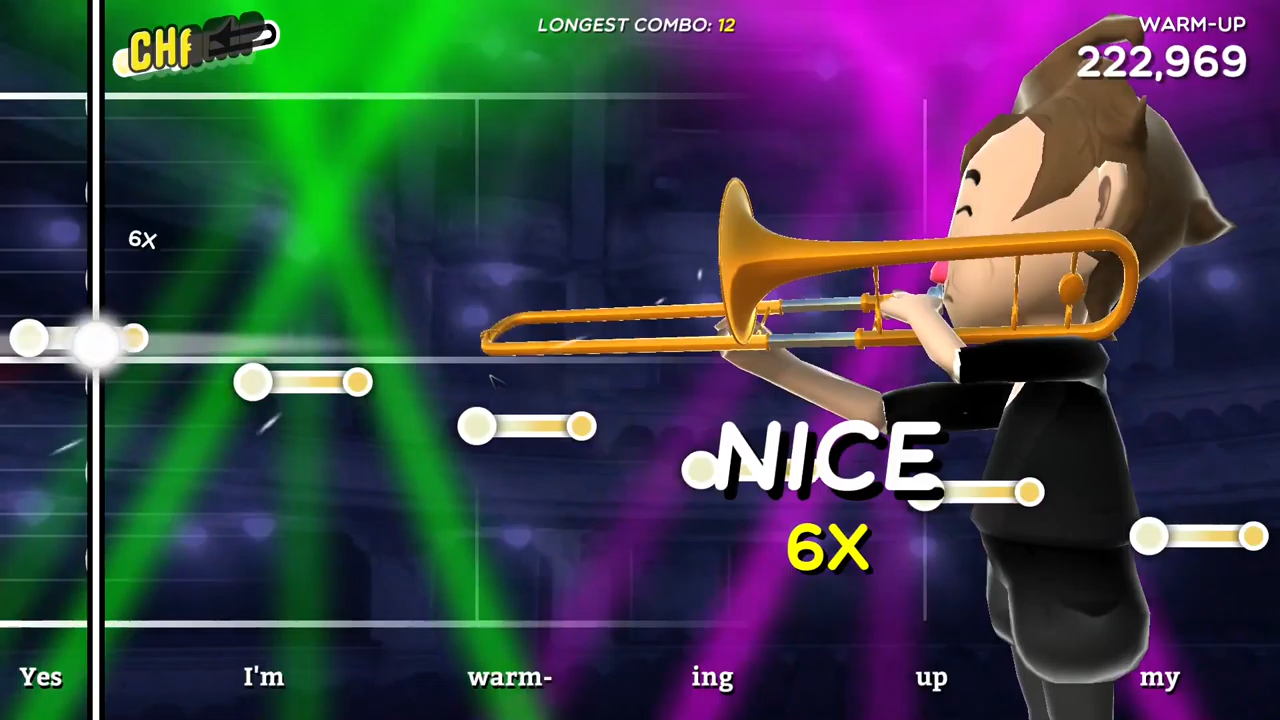 LONGEST COMBO: 12
WARM-UP
222,969
6X
NICE
6X
Yes I'm warm- ing up my